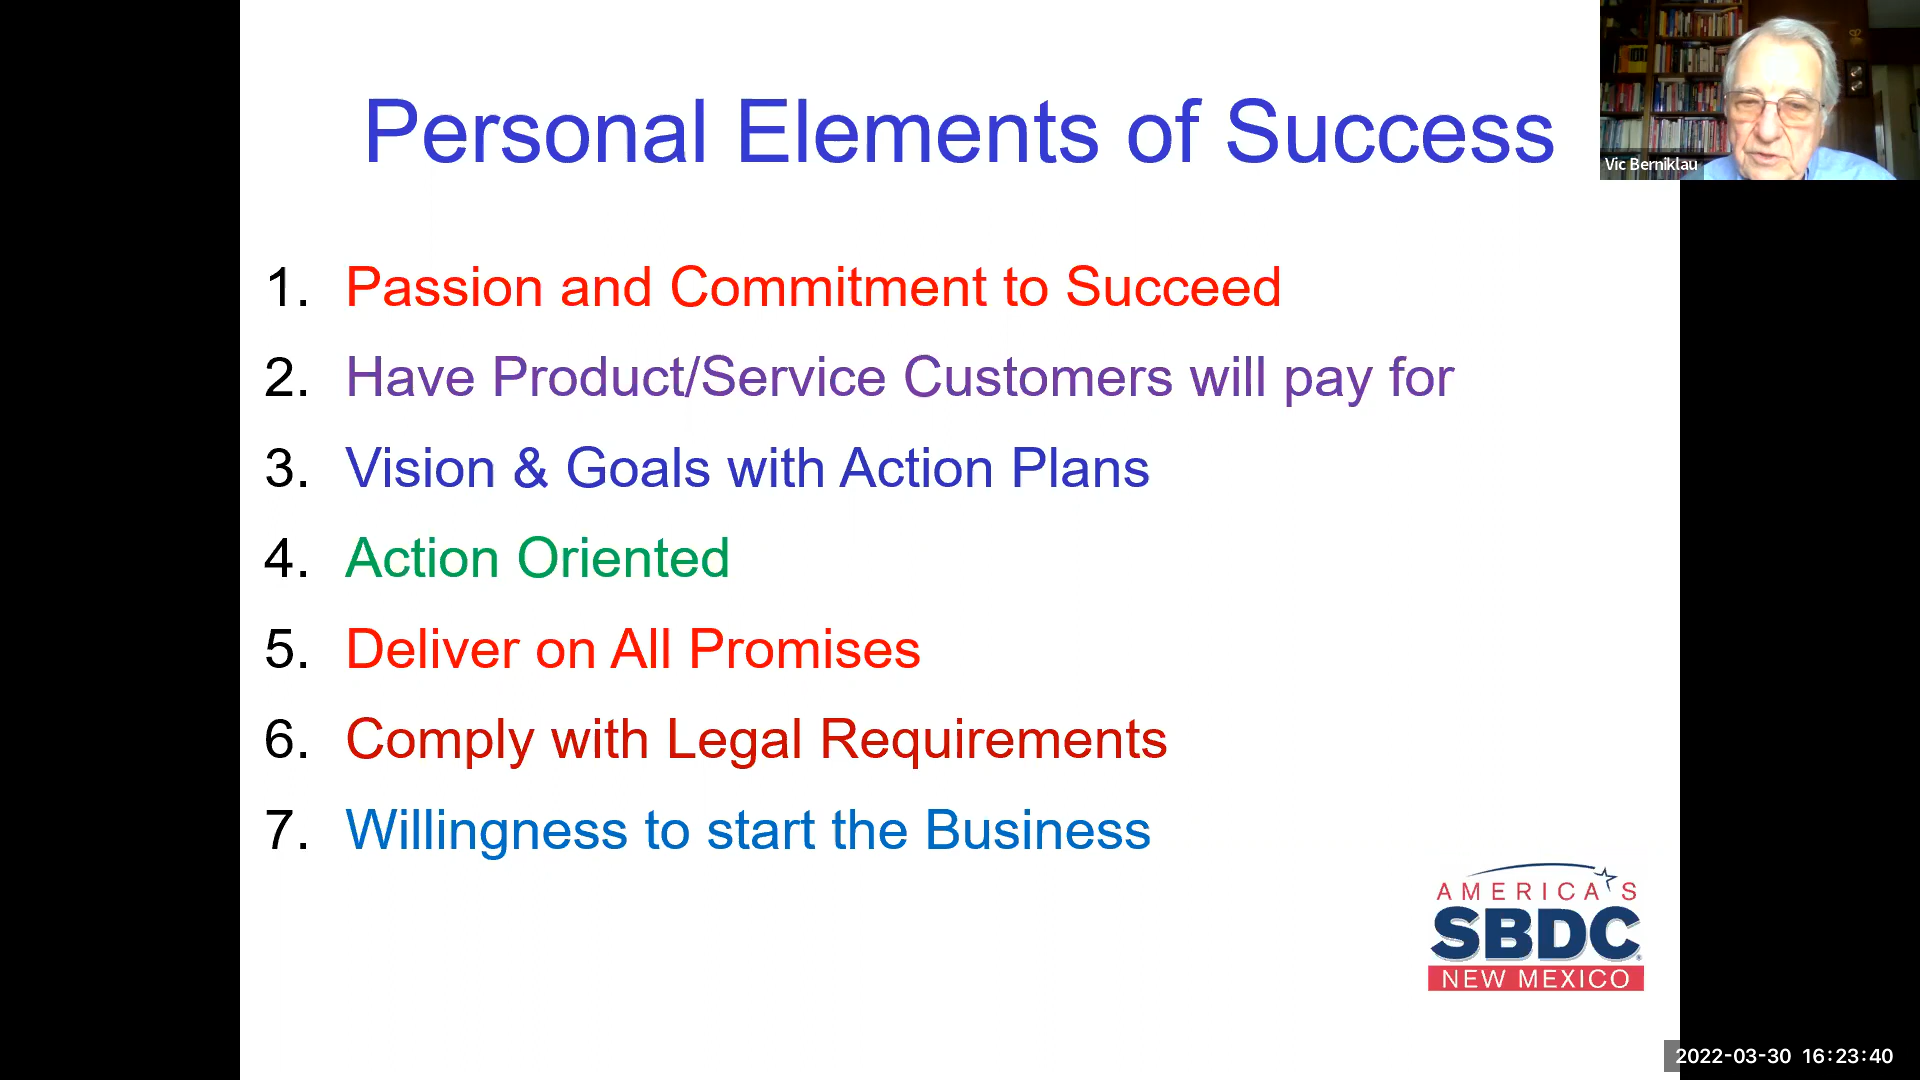 Personal Elements of Success
Vic Berniklau
1. Passion and Commitment to Succeed
2. Have Product/Service Customers will pay for
3. Vision & Goals with Action Plans
4. Action Oriented
5. Deliver on All Promises
6. Comply with Legal Requirements
7. Willingness to start the Business
AMERICA'S
SBDC®
NEW MEXICO
2022-03-30 16:23:40